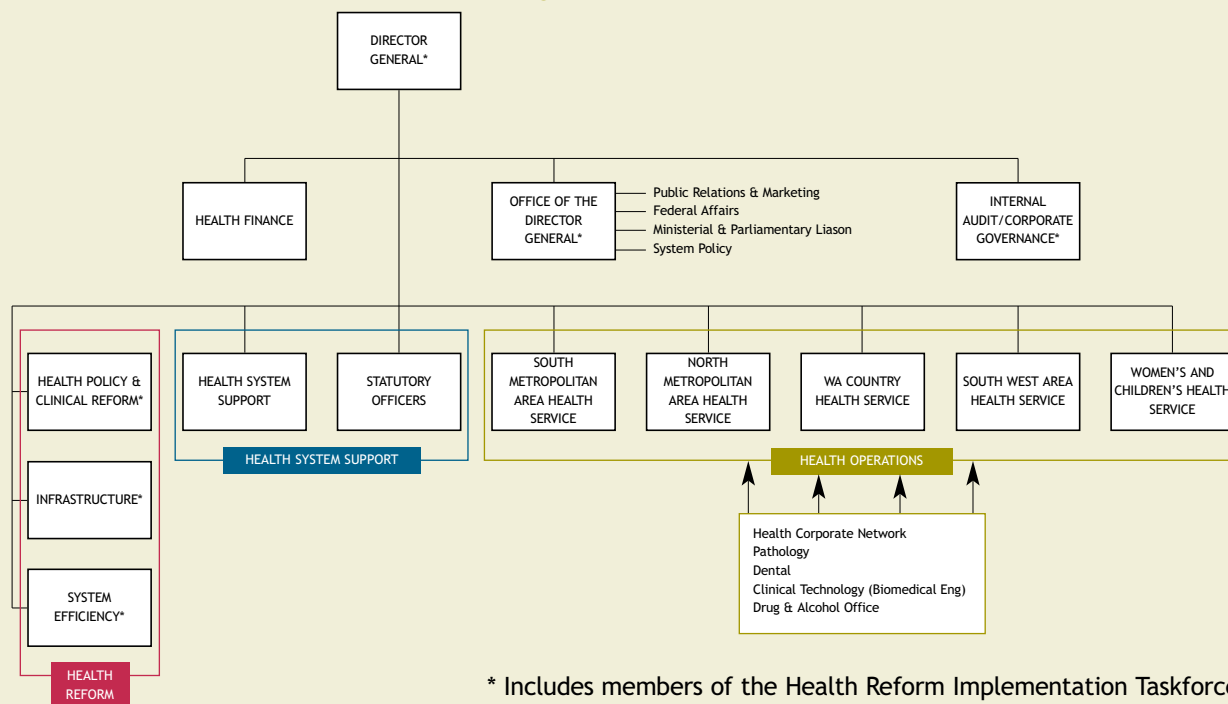 DIRECTOR
GENERAL*
HEALTH FINANCE
OFFICE OF THE
DIRECTOR
GENERAL*
Public Relations & Marketing
Federal Affairs
Ministerial & Parliamentary Liason
System Policy
INTERNAL
AUDIT/CORPORATE
GOVERNANCE*
HEALTH POLICY &
CLINICAL REFORM*
INFRASTRUCTURE*
SYSTEM
EFFICIENCY*
HEALTH
REFORM
HEALTH SYSTEM
SUPPORT
STATUTORY
OFFICERS
HEALTH SYSTEM SUPPORT
SOUTH
METROPOLITAN
AREA HEALTH
SERVICE
NORTH
METROPOLITAN
AREA HEALTH
SERVICE
WA COUNTRY
HEALTH SERVICE
SOUTH WEST AREA
HEALTH SERVICE
WOMEN'S AND
CHILDREN'S HEALTH
SERVICE
HEALTH OPERATIONS
Health Corporate Network
Pathology
Dental
Clinical Technology (Biomedical Eng)
Drug & Alcohol Office
* Includes members of the Health Reform Implementation Taskforce